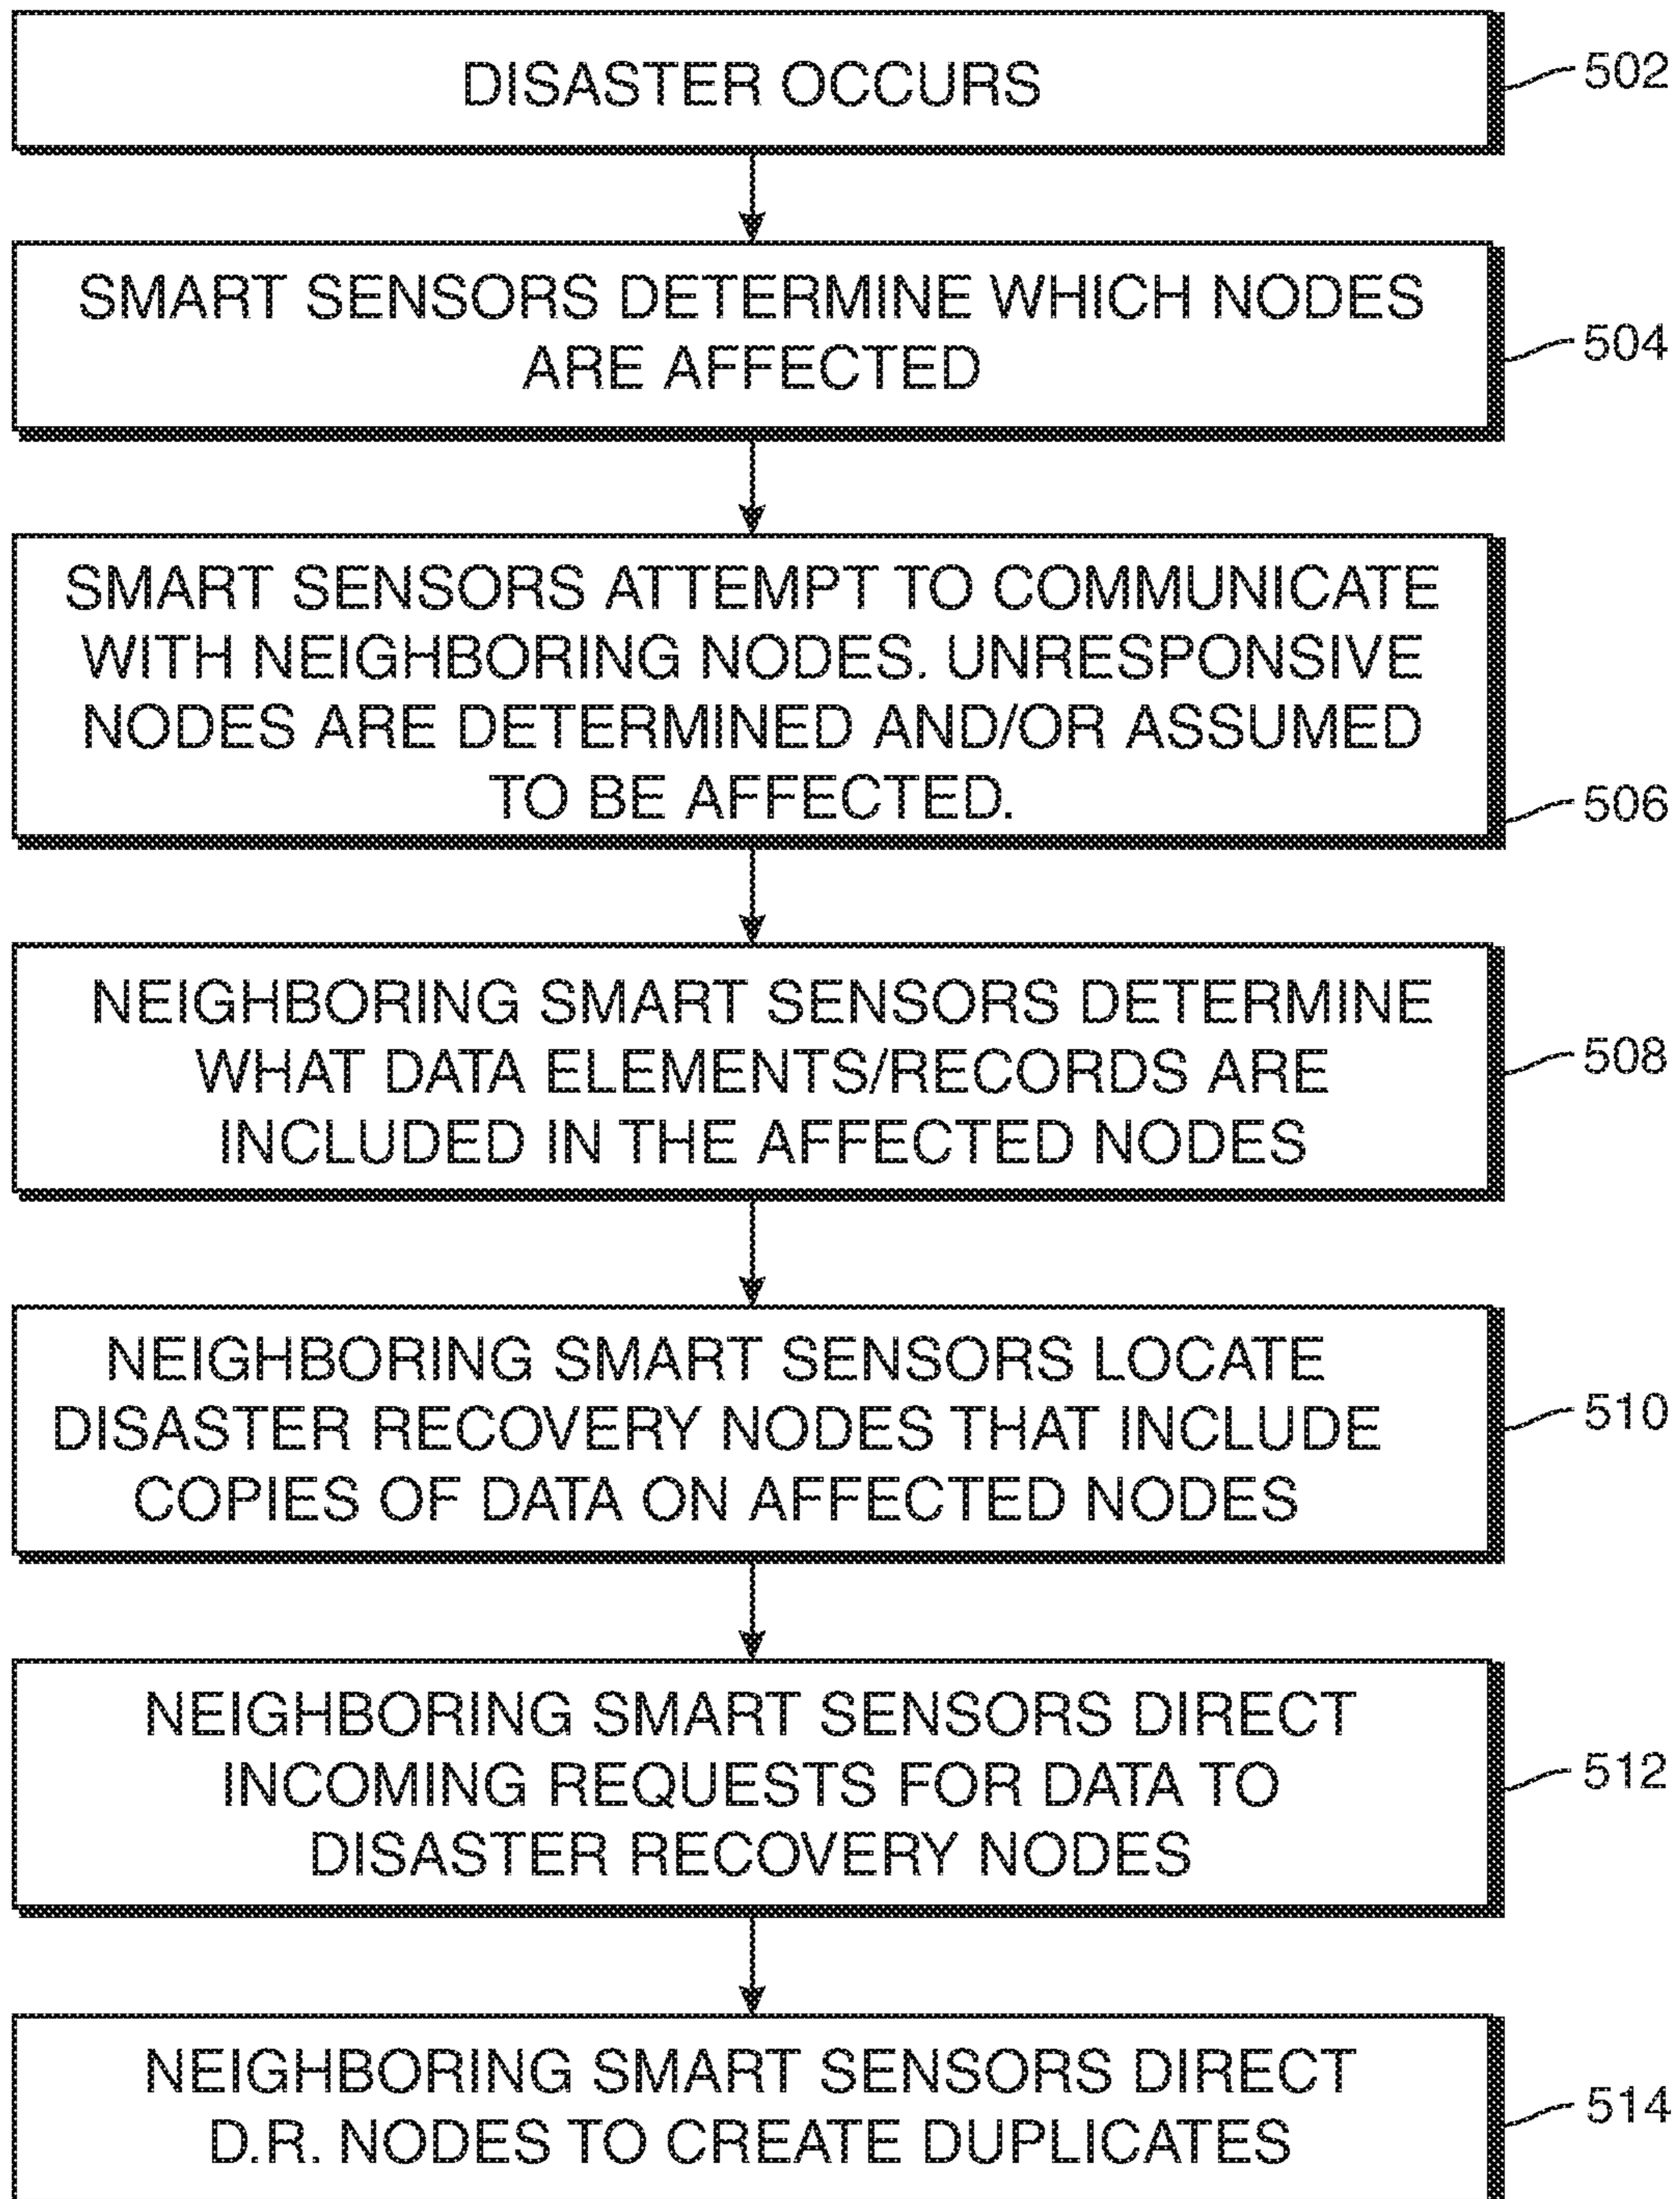 DISASTER OCCURS
502
SMART SENSORS DETERMINE WHICH NODES
ARE AFFECTED
504
SMART SENSORS ATTEMPT TO COMMUNICATE
WITH NEIGHBORING NODES. UNRESPONSIVE
NODES ARE DETERMINED AND/OR ASSUMED
TO BE AFFECTED.
506
NEIGHBORING SMART SENSORS DETERMINE
WHAT DATA ELEMENTS/RECORDS ARE
INCLUDED IN THE AFFECTED NODES
508
NEIGHBORING SMART SENSORS LOCATE
DISASTER RECOVERY NODES THAT INCLUDE
COPIES OF DATA ON AFFECTED NODES
510
NEIGHBORING SMART SENSORS DIRECT
INCOMING REQUESTS FOR DATA TO
DISASTER RECOVERY NODES
512
NEIGHBORING SMART SENSORS DIRECT
D.R. NODES TO CREATE DUPLICATES
514